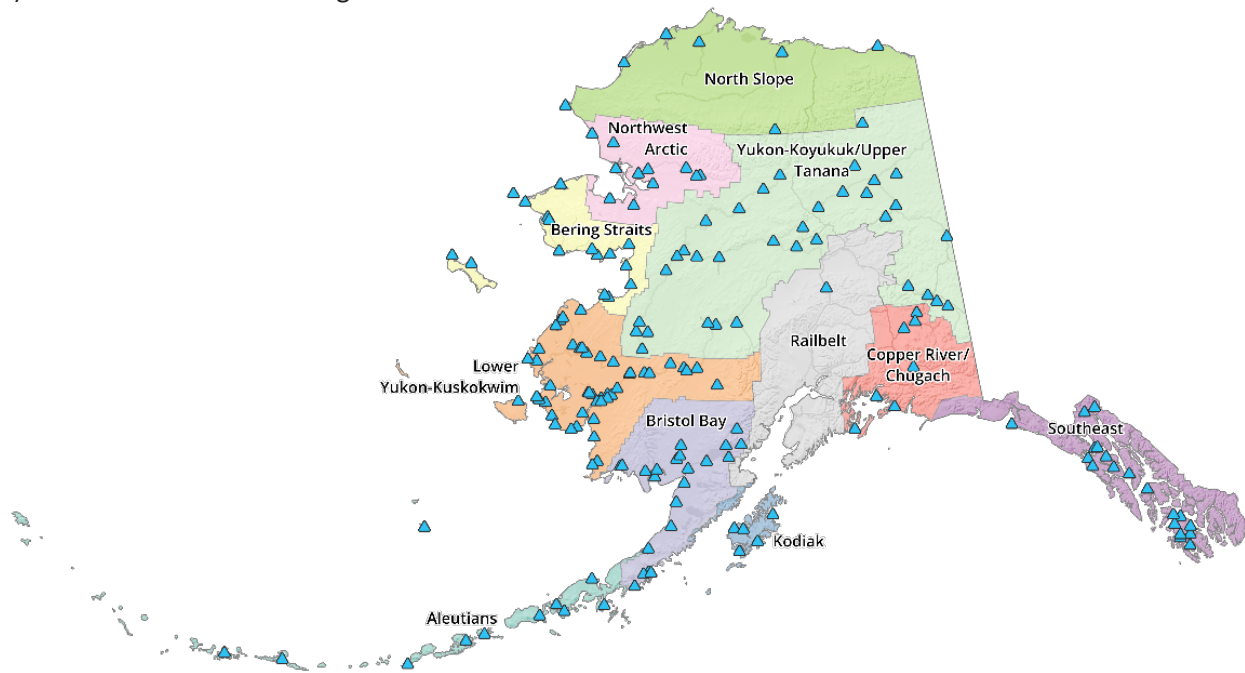 North Slope
Northwest
Arctic
Yukon-Koyukuk/Upper
Tanana
Bering Straits
Railbelt
Copper River/
Chugach
Lower
Yukon-Kuskokwim
Bristol Bay
Southeast
Kodiak
Aleutians